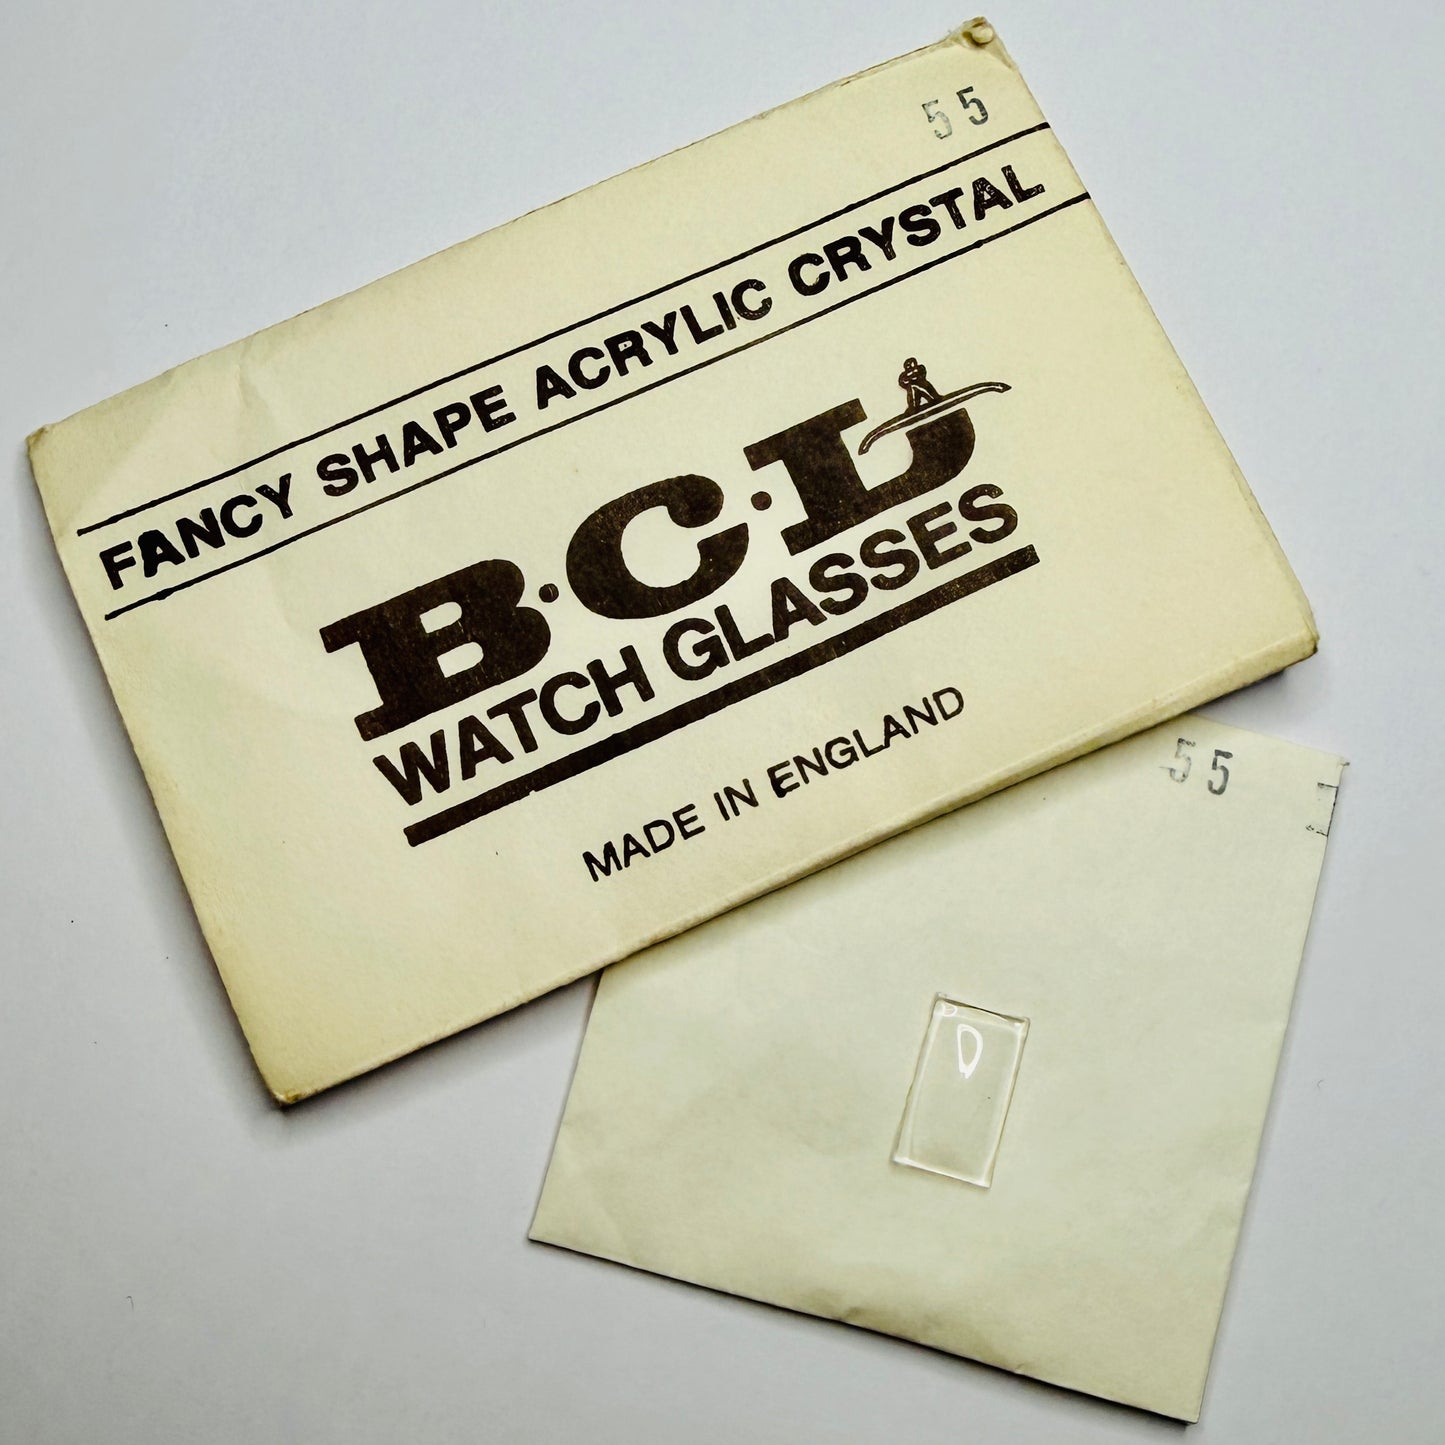 55
FANCY SHAPE ACRYLIC CRYSTAL
B·C·L
WATCH GLASSES
MADE IN ENGLAND
55